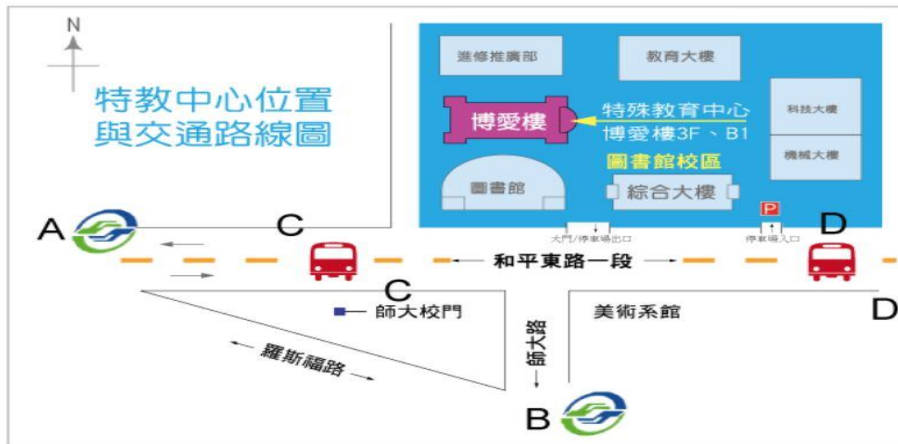 N
特教中心位置
與交通路線圖
進修推廣部
教育大樓
博愛樓
特殊教育中心
博愛樓3F、B1
科技大樓
機械大樓
圖書館校區
圖書館
綜合大樓
P
大門/停車場出口
停車場入口
A
C
D
和平東路一段
C
D
師大校門
美術系館
羅斯福路
師大路
B